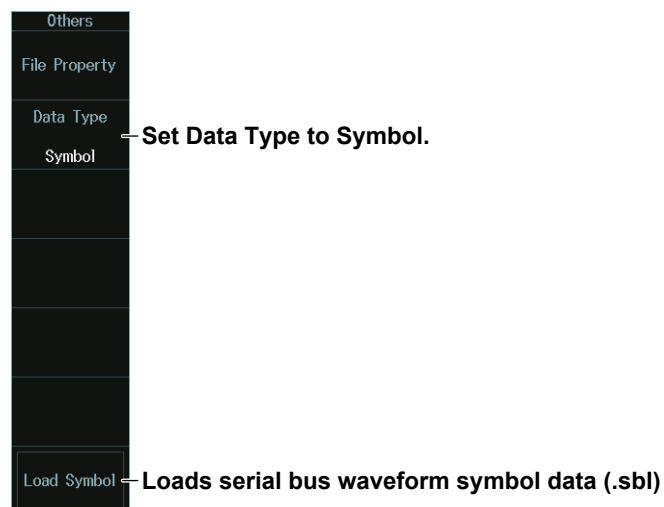 Others
File Property
Data Type
Symbol
Set Data Type to Symbol.
Load Symbol
Loads serial bus waveform symbol data (.sbl)